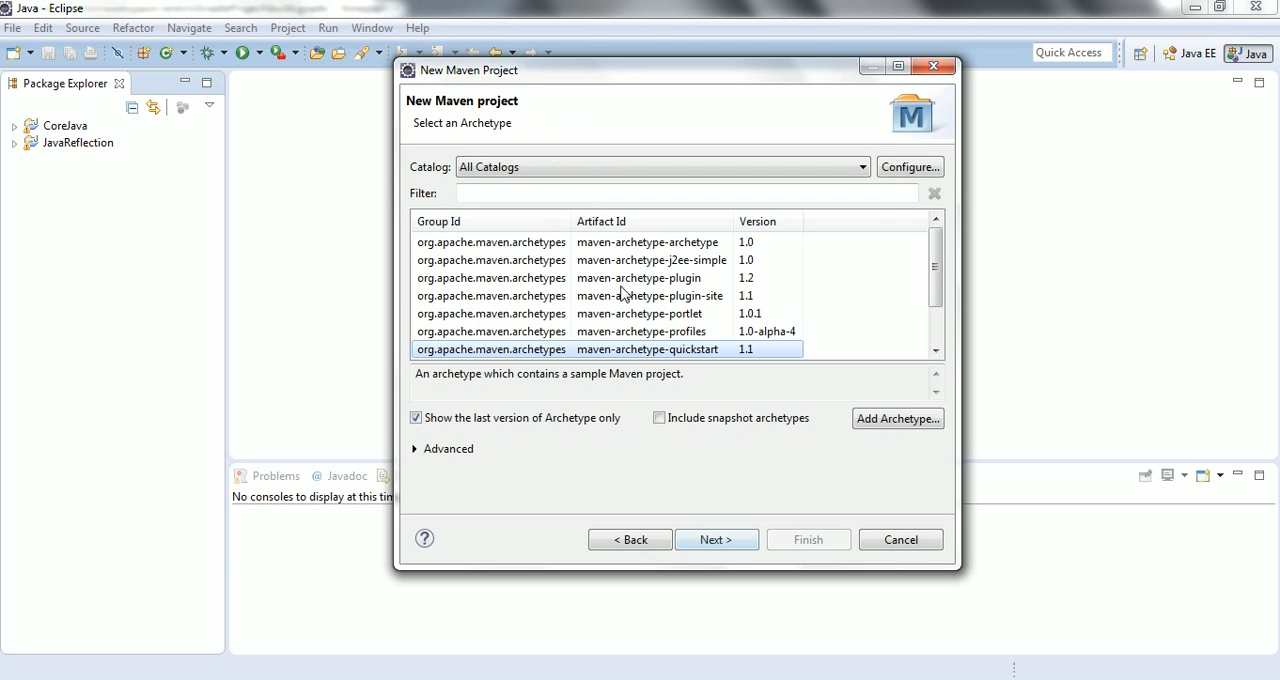 Java - Eclipse
File Edit Source Refactor Navigate Search Project Run Window Help
Quick Access Java EE Java
Package Explorer
CoreJava
JavaReflection
New Maven Project
New Maven project
Select an Archetype
M
Catalog: All Catalogs Configure...
Filter:
Group Id Artifact Id Version
org.apache.maven.archetypes maven-archetype-archetype 1.0
org.apache.maven.archetypes maven-archetype-j2ee-simple 1.0
org.apache.maven.archetypes maven-archetype-plugin 1.2
org.apache.maven.archetypes maven-archetype-plugin-site 1.1
org.apache.maven.archetypes maven-archetype-portlet 1.0.1
org.apache.maven.archetypes maven-archetype-profiles 1.0-alpha-4
org.apache.maven.archetypes maven-archetype-quickstart 1.1
An archetype which contains a sample Maven project.
Show the last version of Archetype only Include snapshot archetypes Add Archetype...
Advanced
Problems @ Javadoc
No consoles to display at this tim
? < Back Next > Finish Cancel